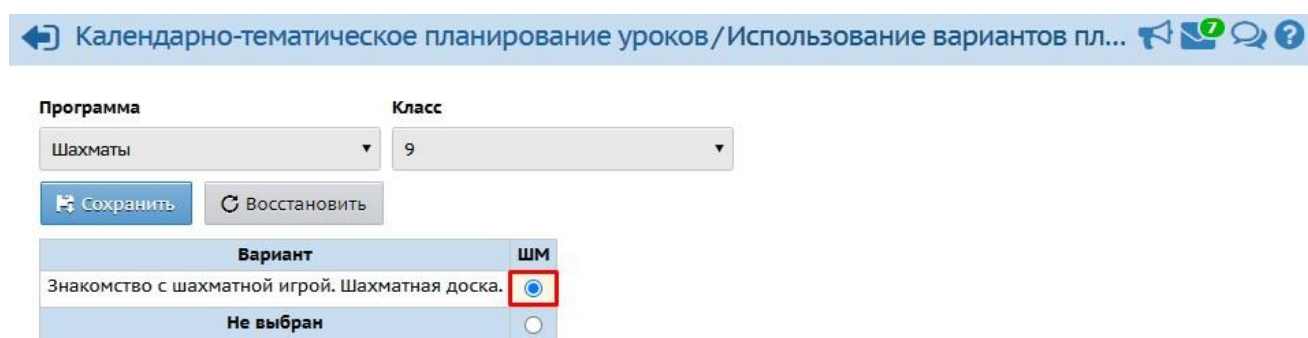 Календарно-тематическое планирование уроков/Использование вариантов пл... 7 ?
Программа Класс
Шахматы 9
Сохранить Восстановить
Вариант ШМ
Знакомство с шахматной игрой. Шахматная доска.
Не выбран